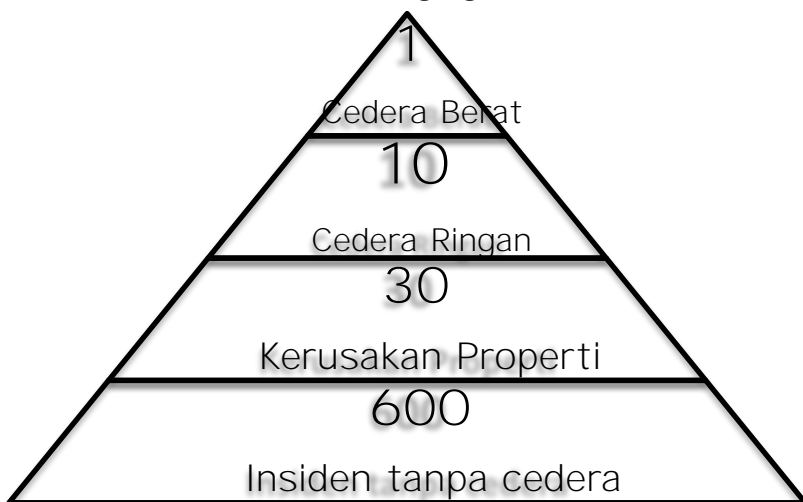 1
Cedera Berat
10
Cedera Ringan
30
Kerusakan Properti
600
Insiden tanpa cedera